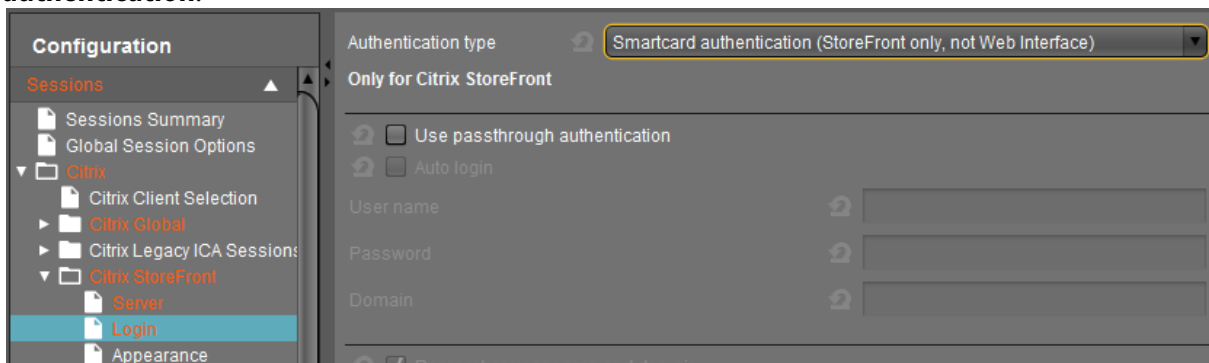 authentication.
Configuration
Sessions
Sessions Summary
Global Session Options
Citrix
Citrix Client Selection
Citrix Global
Citrix Legacy ICA Sessions
Citrix StoreFront
Server
Login
Appearance
Authentication type
Smartcard authentication (StoreFront only, not Web Interface)
Only for Citrix StoreFront
Use passthrough authentication
Auto login
User name
Password
Domain